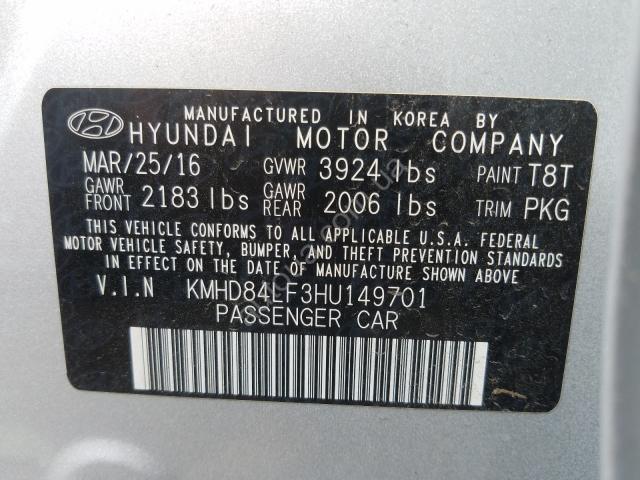 MANUFACTURED IN KOREA BY
HYUNDAI MOTOR COMPANY
MAR/25/16 GVWR 3924 lbs PAINT T8T
GAWR FRONT 2183 lbs GAWR REAR 2006 lbs TRIM PKG
THIS VEHICLE CONFORMS TO ALL APPLICABLE U.S.A. FEDERAL
MOTOR VEHICLE SAFETY, BUMPER, AND THEFT PREVENTION STANDARDS
IN EFFECT ON THE DATE OF MANUFACTURE SHOWN ABOVE.
V.I.N KMHD84LF3HU149701
PASSENGER CAR